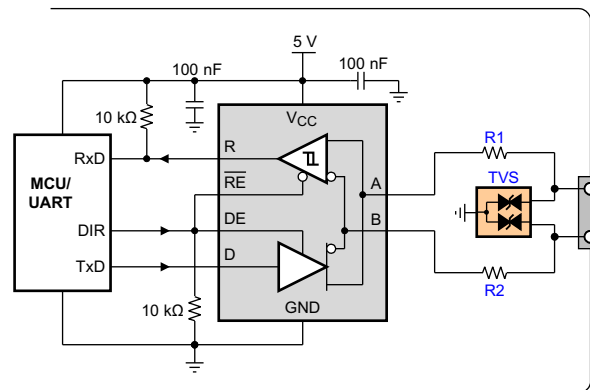 5 V
100 nF
100 nF
10 kΩ
VCC
R1
R
RxD
TVS
MCU/
UART
RE
A
DIR
DE
B
TxD
D
R2
10 kΩ
GND